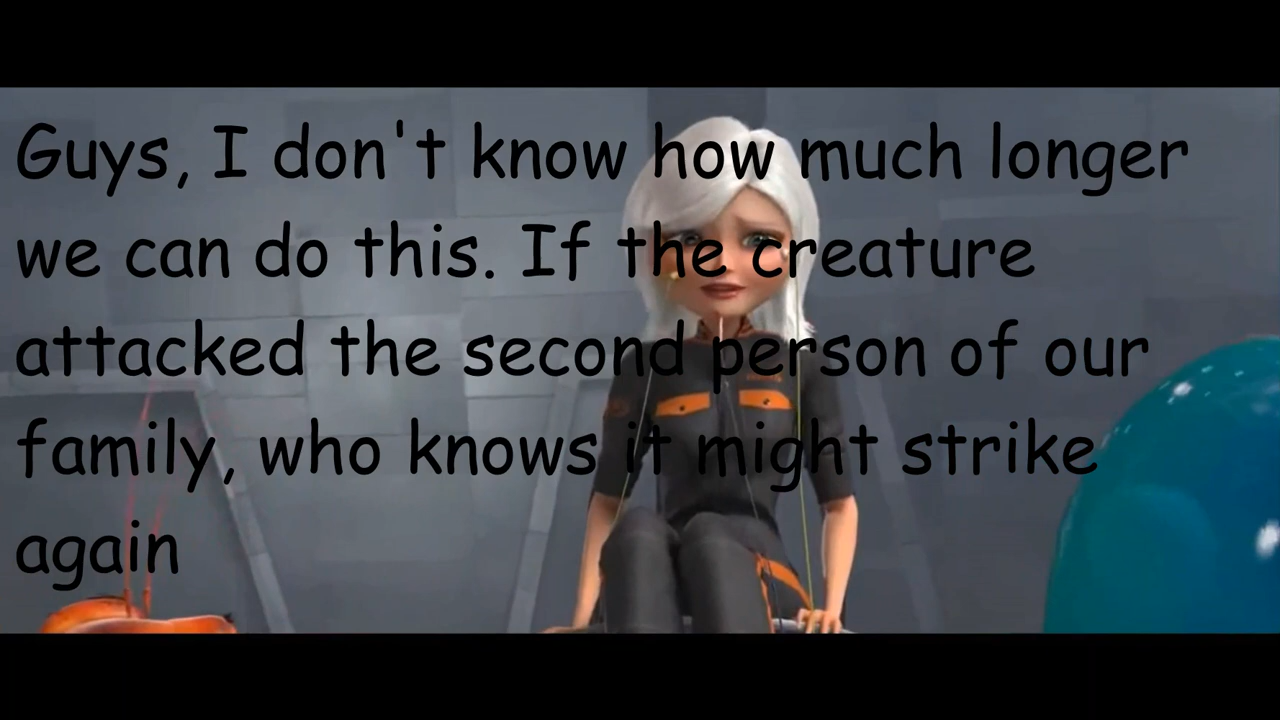 Guys, I don't know how much longer
we can do this. If the creature
attacked the second person of our
family, who knows it might strike
again